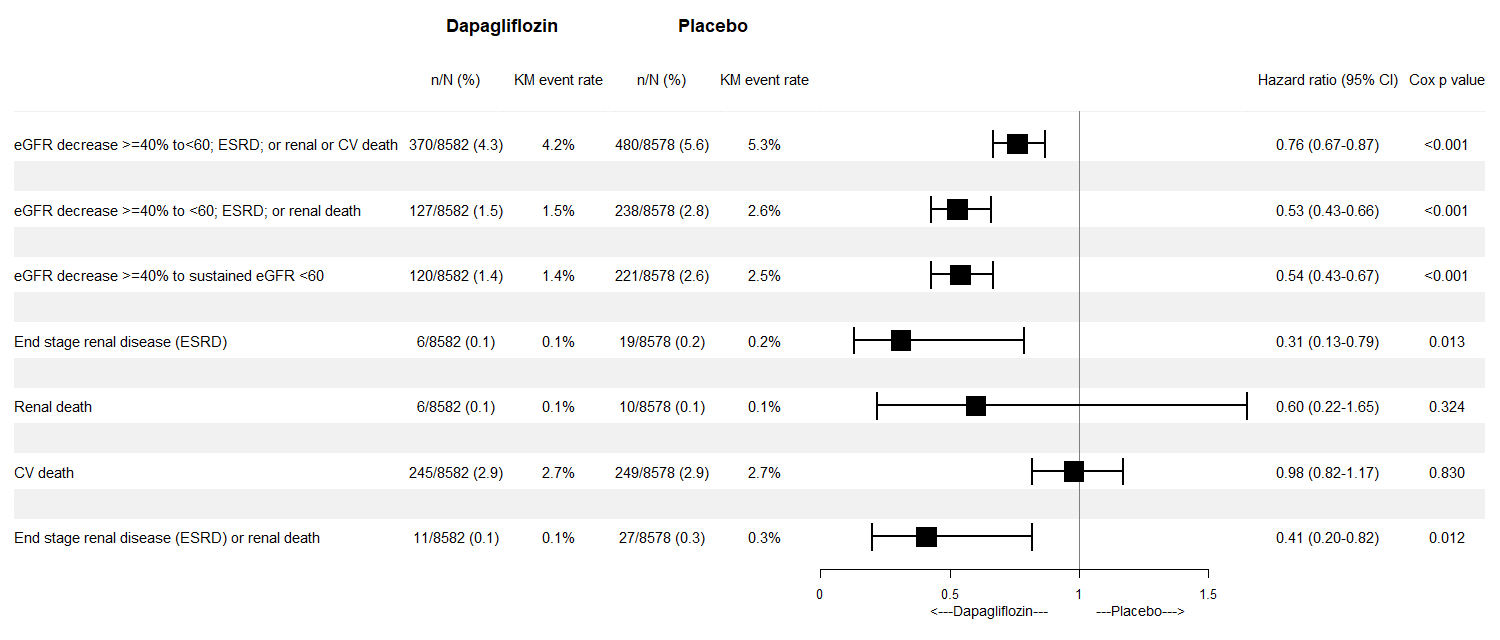 Dapagliflozin Placebo
n/N (%) KM event rate n/N (%) KM event rate Hazard ratio (95% CI) Cox p value
eGFR decrease >=40% to<60; ESRD; or renal or CV death 370/8582 (4.3) 4.2% 480/8578 (5.6) 5.3% 0.76 (0.67-0.87) <0.001
eGFR decrease >=40% to <60; ESRD; or renal death 127/8582 (1.5) 1.5% 238/8578 (2.8) 2.6% 0.53 (0.43-0.66) <0.001
eGFR decrease >=40% to sustained eGFR <60 120/8582 (1.4) 1.4% 221/8578 (2.6) 2.5% 0.54 (0.43-0.67) <0.001
End stage renal disease (ESRD) 6/8582 (0.1) 0.1% 19/8578 (0.2) 0.2% 0.31 (0.13-0.79) 0.013
Renal death 6/8582 (0.1) 0.1% 10/8578 (0.1) 0.1% 0.60 (0.22-1.65) 0.324
CV death 245/8582 (2.9) 2.7% 249/8578 (2.9) 2.7% 0.98 (0.82-1.17) 0.830
End stage renal disease (ESRD) or renal death 11/8582 (0.1) 0.1% 27/8578 (0.3) 0.3% 0.41 (0.20-0.82) 0.012
0 0.5 1 1.5
<---Dapagliflozin--- ---Placebo--->